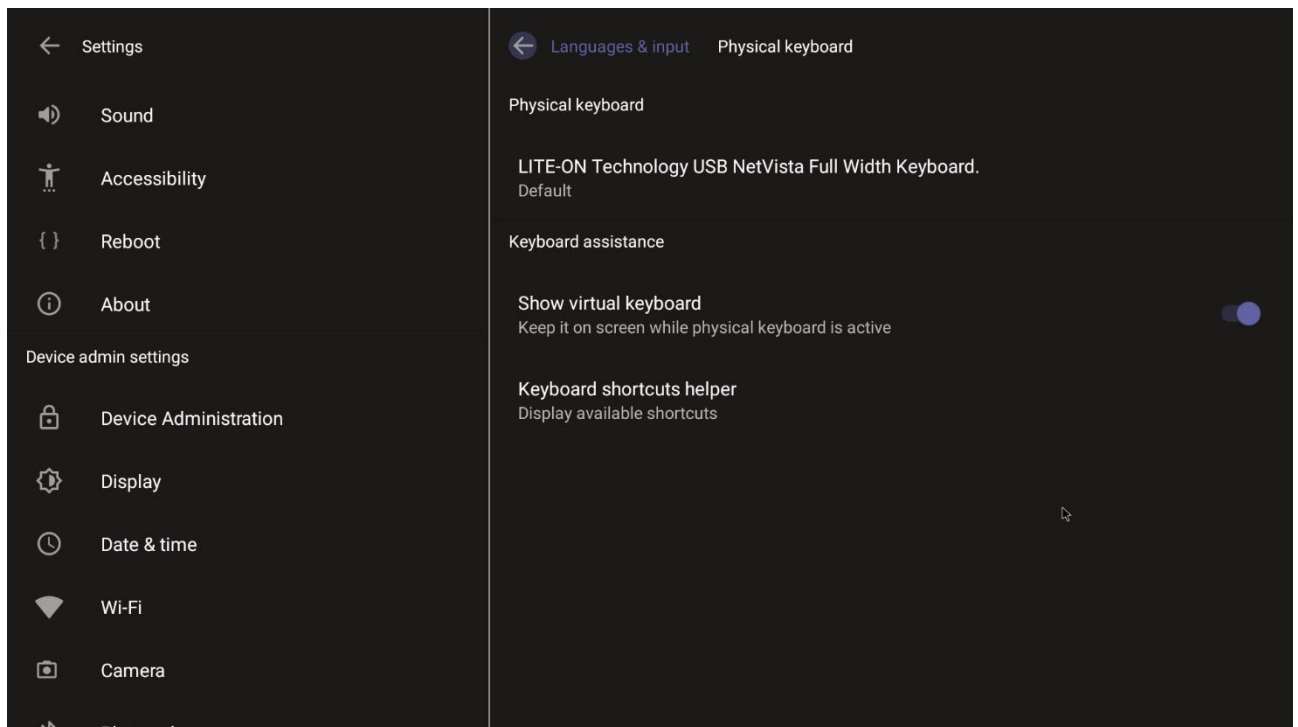 Settings
Sound
Accessibility
{ } Reboot
About
Device admin settings
Device Administration
Display
Date & time
Wi-Fi
Camera
Languages & input Physical keyboard
Physical keyboard
LITE-ON Technology USB NetVista Full Width Keyboard.
Default
Keyboard assistance
Show virtual keyboard
Keep it on screen while physical keyboard is active
Keyboard shortcuts helper
Display available shortcuts